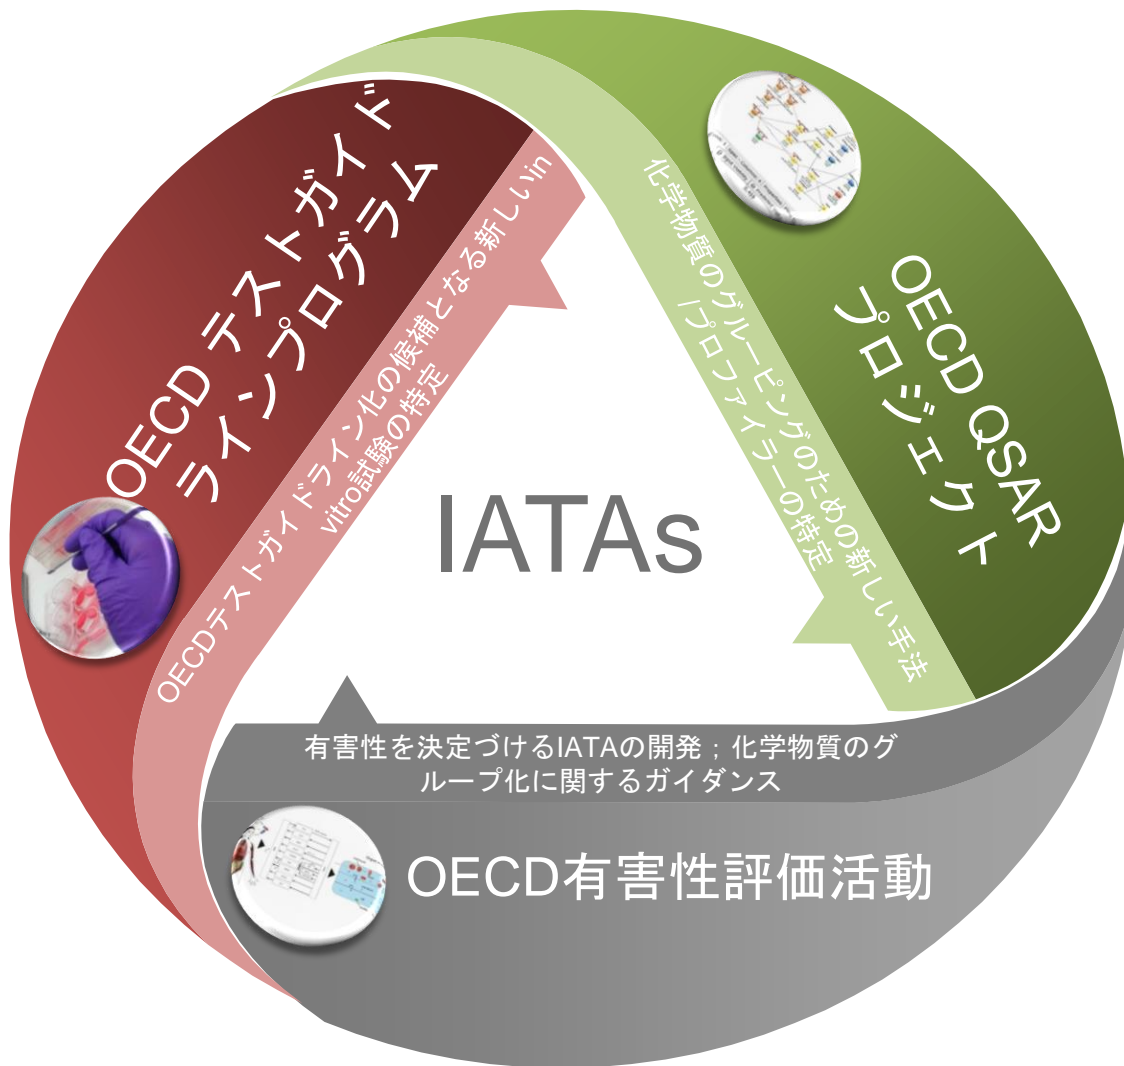 OECD テストガイド
ラインプログラム
OECDテストガイドライン化の候補となる新しいin
vitro試験の特定
OECD QSAR
プロジェクト
化学物質のグルーピングのための新しい手法
/プロファイラーの特定
IATAs
有害性を決定づけるIATAの開発；化学物質のグ
ループ化に関するガイダンス
OECD有害性評価活動